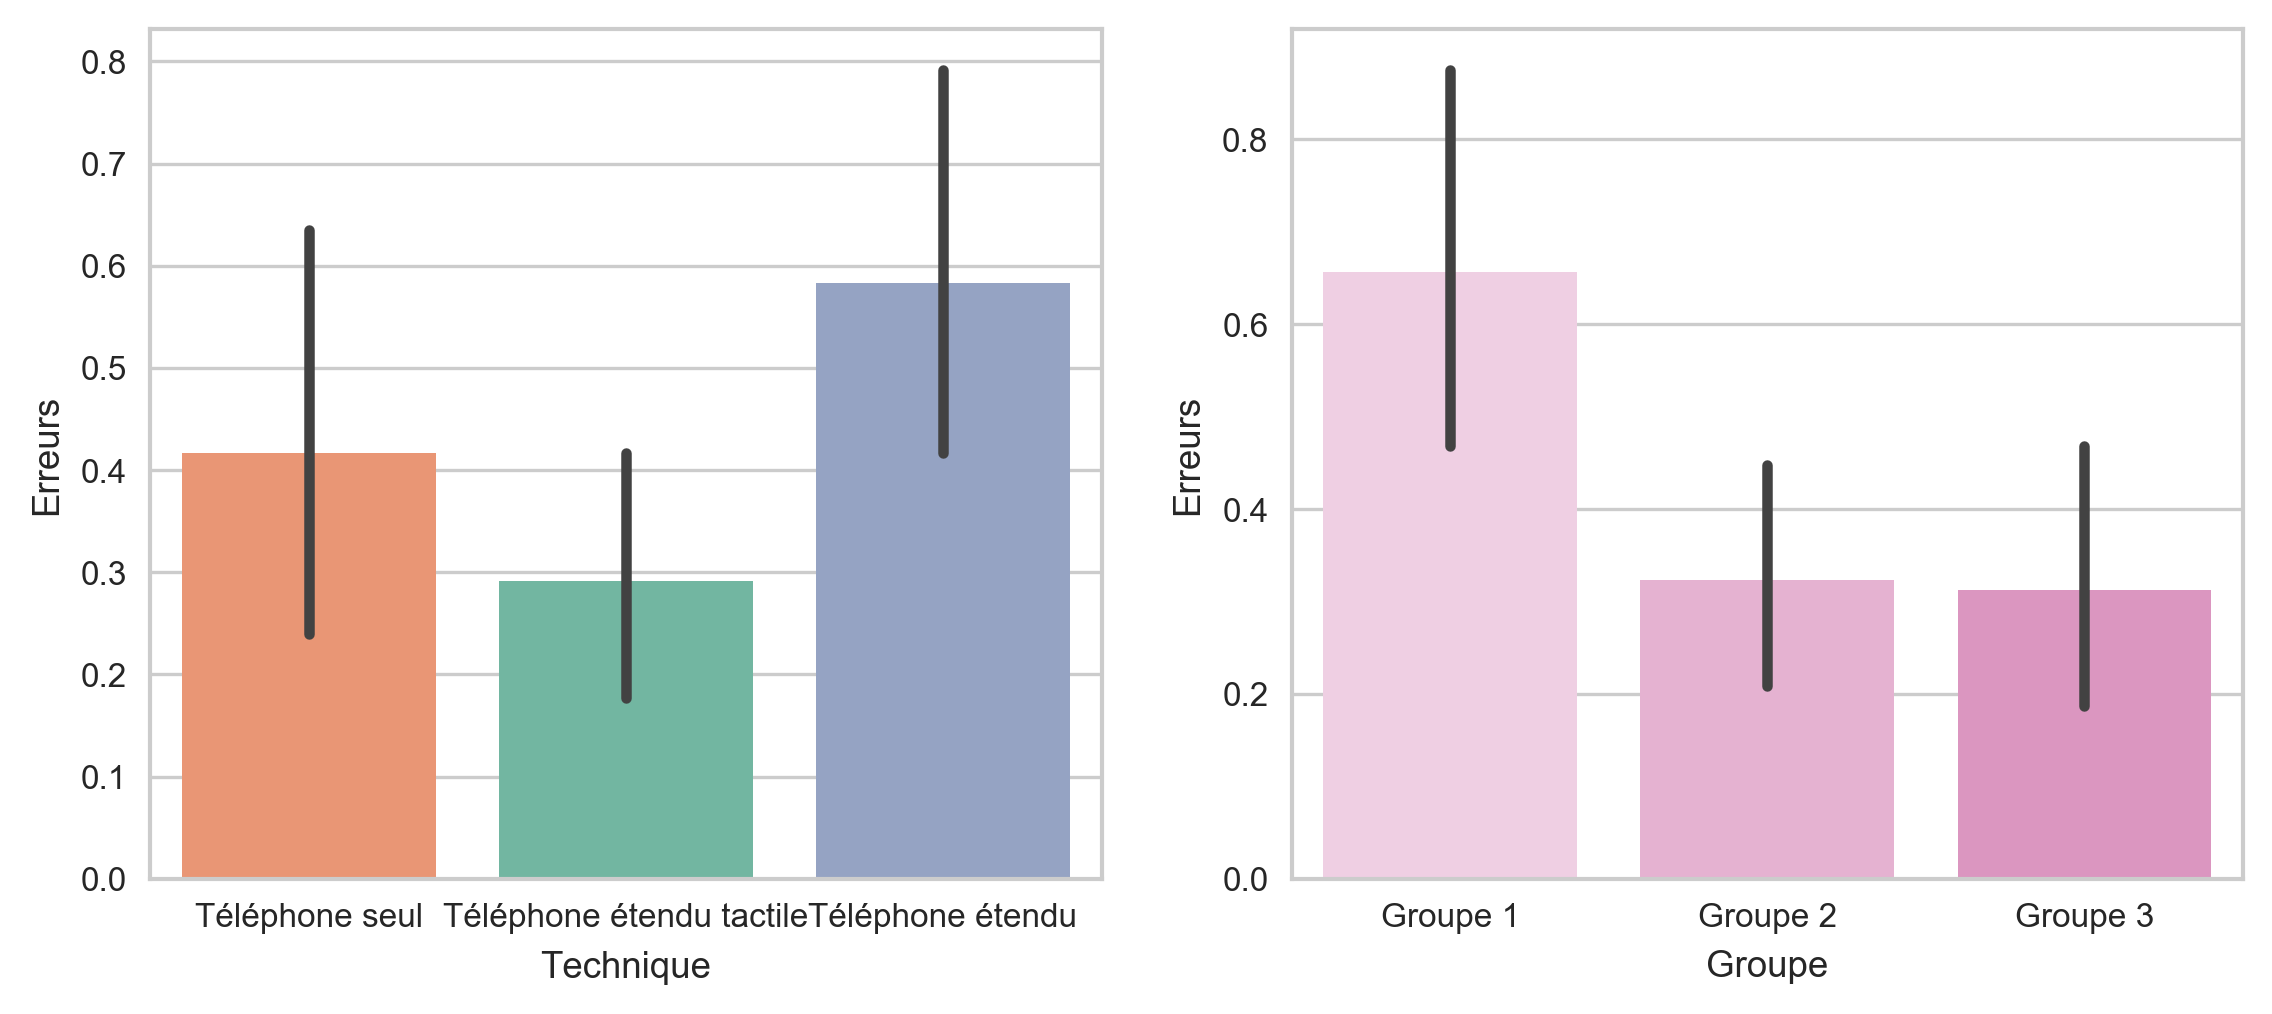 0.8
0.7
0.6
0.5
0.4
0.3
0.2
0.1
0.0
Erreurs
Téléphone seul Téléphone étendu tactile Téléphone étendu
Technique
0.8
0.6
0.4
0.2
0.0
Erreurs
Groupe 1 Groupe 2 Groupe 3
Groupe